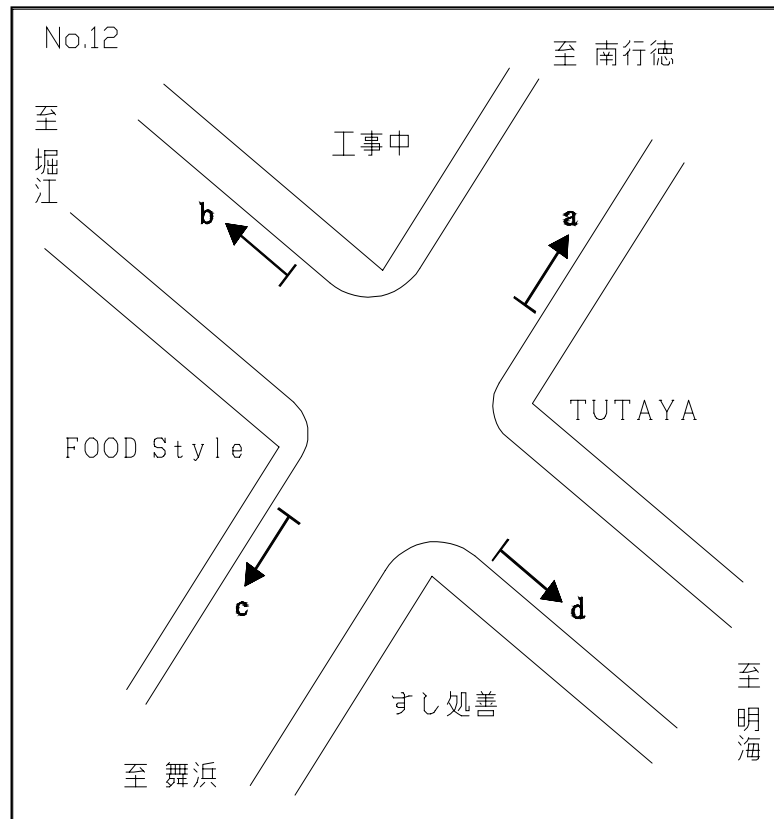 No.12
至 南行徳
至 堀江
工事中
b
a
TUTAYA
FOOD Style
c
d
すし処善
至 明海
至 舞浜